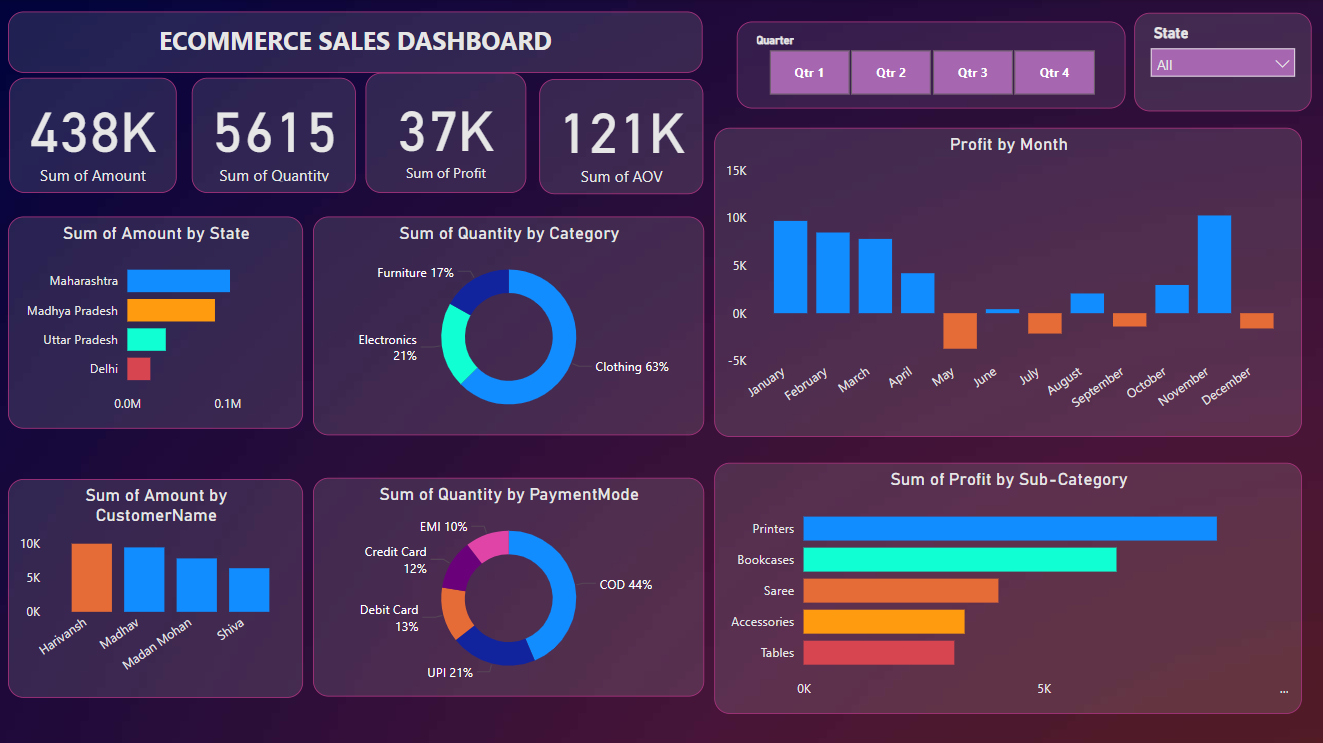 ECOMMERCE SALES DASHBOARD
Quarter
Qtr 1
Qtr 2
Qtr 3
Qtr 4
State
All
438K
Sum of Amount
5615
Sum of Quantity
37K
Sum of Profit
121K
Sum of AOV
Profit by Month
15K
10K
5K
0K
-5K
January
February
March
April
May
June
July
August
September
October
November
December
Sum of Amount by State
Maharashtra
Madhya Pradesh
Uttar Pradesh
Delhi
0.0M
0.1M
Sum of Quantity by Category
Furniture 17%
Electronics
21%
Clothing 63%
Sum of Amount by
CustomerName
10K
5K
0K
Harivansh
Madhav
Madan Mohan
Shiva
Sum of Quantity by PaymentMode
EMI 10%
Credit Card
12%
Debit Card
13%
UPI 21%
COD 44%
Sum of Profit by Sub-Category
Printers
Bookcases
Saree
Accessories
Tables
0K
5K
...